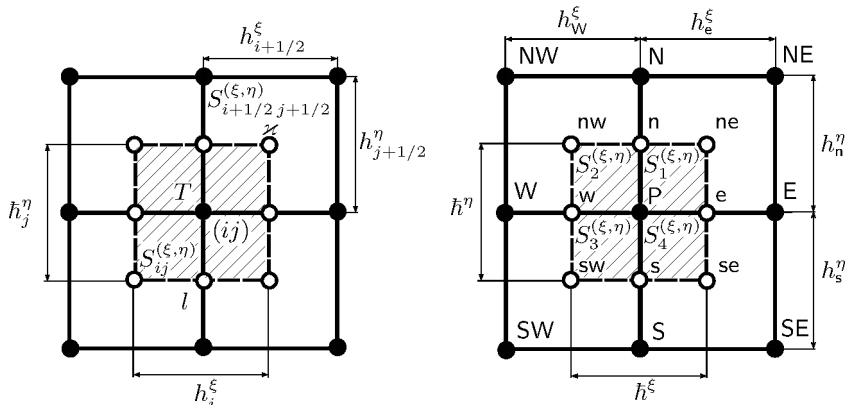 h^ξ_{i+1/2}
S^{(ξ,η)}_{i+1/2 j+1/2}
ϰ
h^η_{j+1/2}
ħ^η_j
T
(ij)
S^{(ξ,η)}_{ij}
l
h^ξ_i
h^ξ_w
h^ξ_e
NW N NE
nw n ne
h^η_n
S^{(ξ,η)}_2 S^{(ξ,η)}_1
ħ^η
W w P e E
S^{(ξ,η)}_3 S^{(ξ,η)}_4
sw s se
h^η_s
SW S SE
ħ^ξ